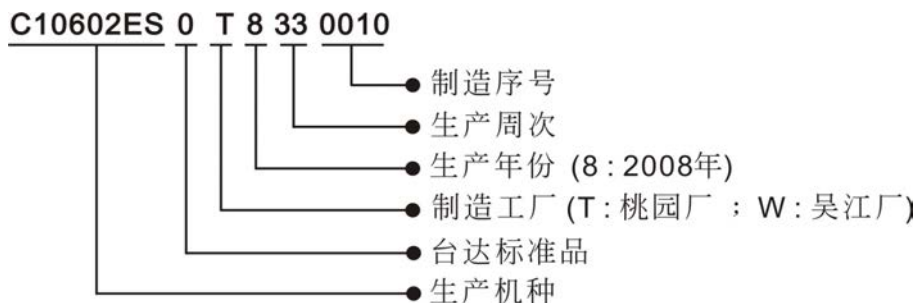 C10602ES 0 T 8 33 0010
制造序号
生产周次
生产年份 (8 : 2008年)
制造工厂 (T : 桃园厂 ; W : 吴江厂)
台达标准品
生产机种